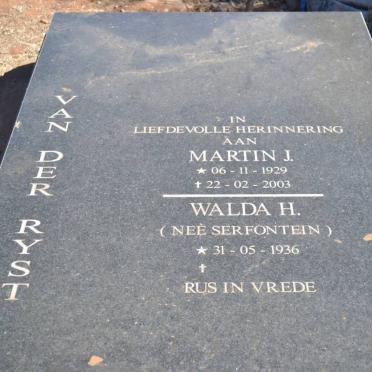 VAN DER RYST
IN
LIEFDEVOLLE HERINNERING
AAN
MARTIN J.
★ 06 - 11 - 1929
✝ 22 - 02 - 2003
WALDA H.
( NEÈ SERFONTEIN )
★ 31 - 05 - 1936
✝
RUS IN VREDE